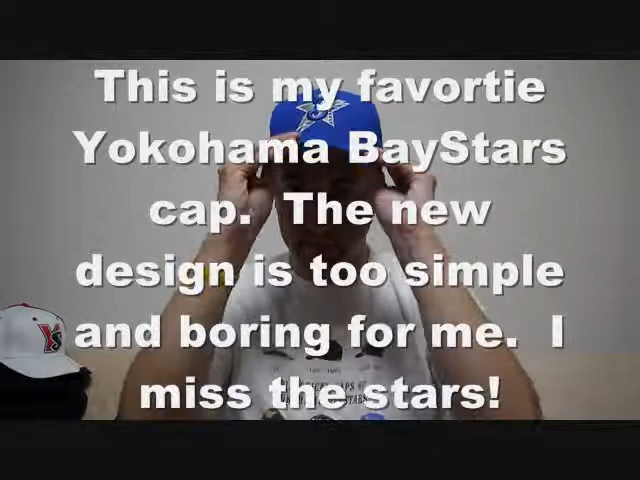 This is my favortie
Yokohama BayStars
cap.  The new
design is too simple
and boring for me.  I
miss the stars!
YS